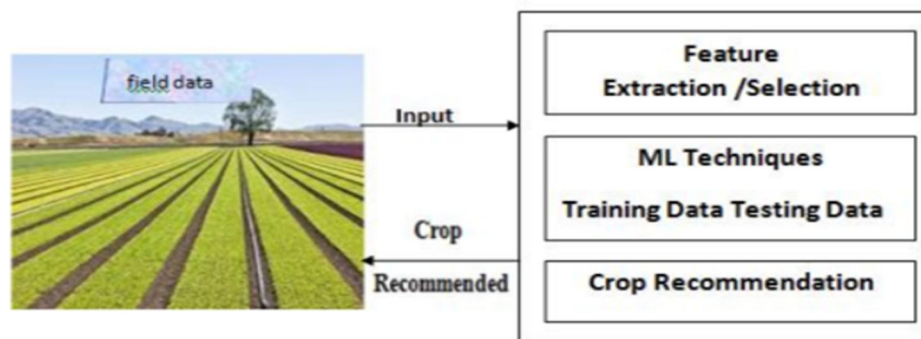 field data
Input
Crop
Recommended
Feature
Extraction /Selection
ML Techniques
Training Data Testing Data
Crop Recommendation